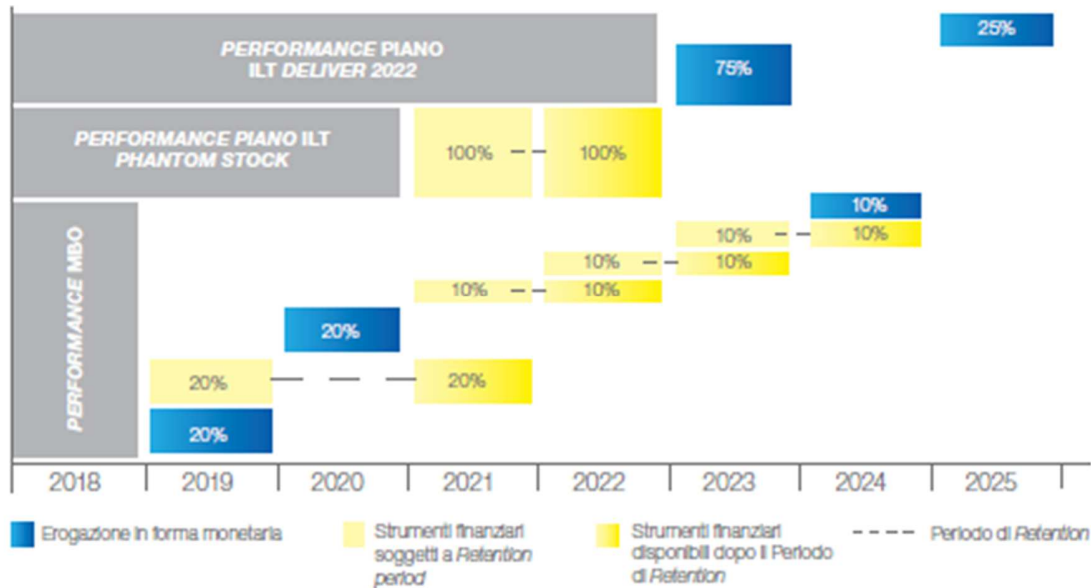 PERFORMANCE PIANO
ILT DELIVER 2022
25%
75%
PERFORMANCE PIANO ILT
PHANTOM STOCK
100%
100%
PERFORMANCE MBO
10%
10%
10%
10%
10%
10%
10%
20%
20%
20%
20%
2018
2019
2020
2021
2022
2023
2024
2025
Erogazione in forma monetaria
Strumenti finanziari
soggetti a Retention
period
Strumenti finanziari
disponibili dopo il Periodo
di Retention
Periodo di Retention